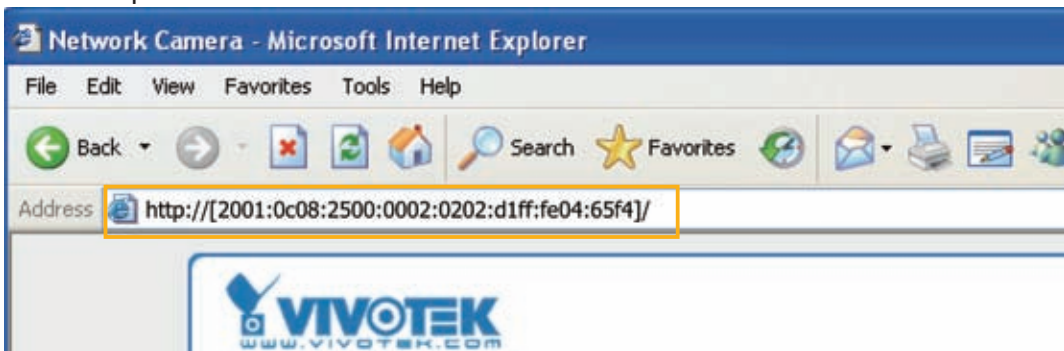 Network Camera - Microsoft Internet Explorer
File Edit View Favorites Tools Help
Back Search Favorites
Address http://[2001:0c08:2500:0002:0202:d1ff:fe04:65f4]/
VIVOTEK
www.vivotek.com